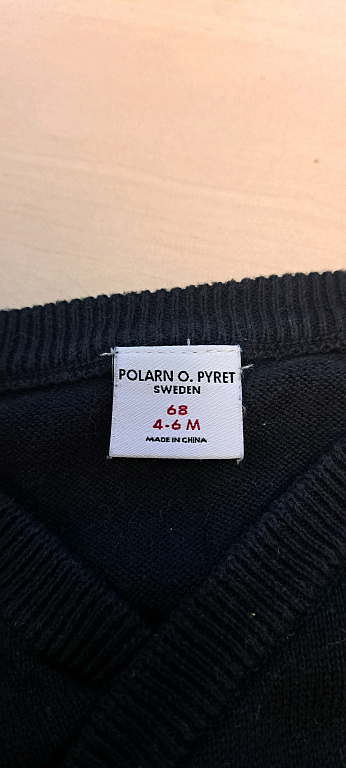 POLARN O. PYRET
SWEDEN
68
4-6 M
MADE IN CHINA